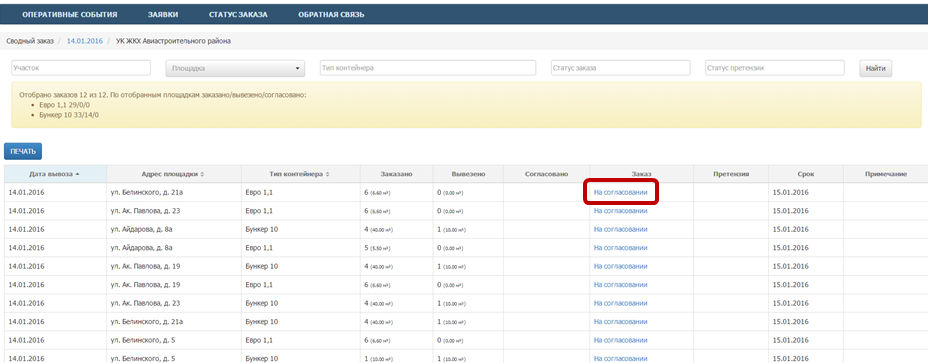 ОПЕРАТИВНЫЕ СОБЫТИЯ ЗАЯВКИ СТАТУС ЗАКАЗА ОБРАТНАЯ СВЯЗЬ
Сводный заказ / 14.01.2016 / УК ЖКХ Авиастроительного района
Участок Площадка Тип контейнера Статус заказа Статус претензии Найти
Отобрано заказов 12 из 12. По отобранным площадкам заказано/вывезено/согласовано:
• Евро 1,1 29/0/0
• Бункер 10 33/14/0
ПЕЧАТЬ
Дата вывоза Адрес площадки Тип контейнера Заказано Вывезено Согласовано Заказ Претензия Срок Примечание
14.01.2016 ул. Белинского, д. 21а Евро 1,1 6 (6.60 м³) 0 (0.00 м³) На согласовании 15.01.2016
14.01.2016 ул. Ак. Павлова, д. 23 Евро 1,1 6 (6.60 м³) 0 (0.00 м³) На согласовании 15.01.2016
14.01.2016 ул. Айдарова, д. 8а Бункер 10 4 (40.00 м³) 1 (10.00 м³) На согласовании 15.01.2016
14.01.2016 ул. Айдарова, д. 8а Евро 1,1 5 (5.50 м³) 0 (0.00 м³) На согласовании 15.01.2016
14.01.2016 ул. Ак. Павлова, д. 19 Бункер 10 4 (40.00 м³) 1 (10.00 м³) На согласовании 15.01.2016
14.01.2016 ул. Ак. Павлова, д. 19 Евро 1,1 6 (6.60 м³) 0 (0.00 м³) На согласовании 15.01.2016
14.01.2016 ул. Ак. Павлова, д. 23 Бункер 10 4 (40.00 м³) 1 (10.00 м³) На согласовании 15.01.2016
14.01.2016 ул. Белинского, д. 21а Бункер 10 4 (40.00 м³) 1 (10.00 м³) На согласовании 15.01.2016
14.01.2016 ул. Белинского, д. 5 Евро 1,1 6 (6.60 м³) 0 (0.00 м³) На согласовании 15.01.2016
14.01.2016 ул. Белинского, д. 5 Бункер 10 1 (10.00 м³) 1 (10.00 м³) На согласовании 15.01.2016